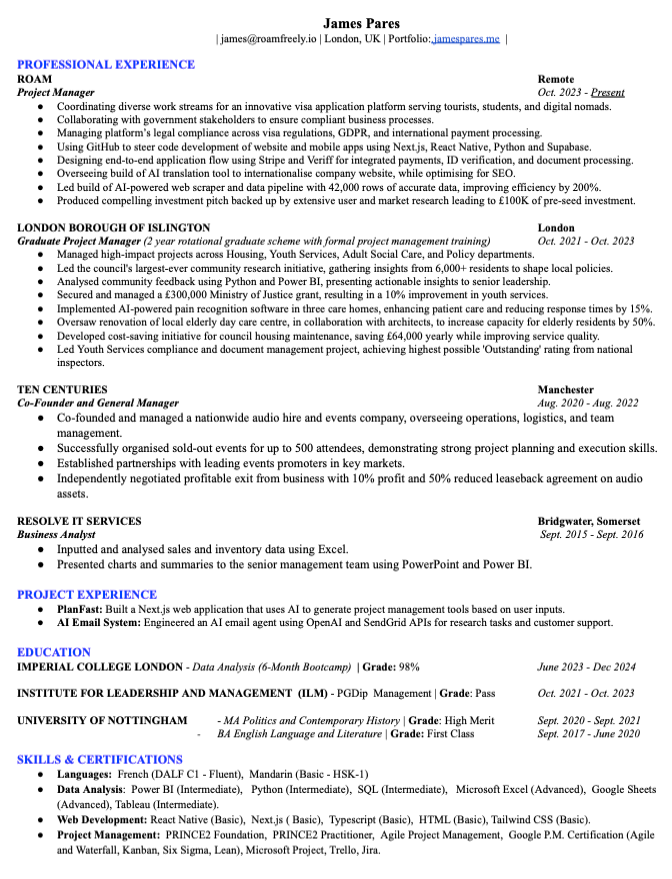 James Pares
| james@roamfreely.io | London, UK | Portfolio: jamespares.me |
PROFESSIONAL EXPERIENCE
ROAM Remote
Project Manager Oct. 2023 - Present
● Coordinating diverse work streams for an innovative visa application platform serving tourists, students, and digital nomads.
● Collaborating with government stakeholders to ensure compliant business processes.
● Managing platform's legal compliance across visa regulations, GDPR, and international payment processing.
● Using GitHub to steer code development of website and mobile apps using Next.js, React Native, Python and Supabase.
● Designing end-to-end application flow using Stripe and Veriff for integrated payments, ID verification, and document processing.
● Overseeing build of AI translation tool to internationalise company website, while optimising for SEO.
● Led build of AI-powered web scraper and data pipeline with 42,000 rows of accurate data, improving efficiency by 200%.
● Produced compelling investment pitch backed up by extensive user and market research leading to £100K of pre-seed investment.
LONDON BOROUGH OF ISLINGTON London
Graduate Project Manager (2 year rotational graduate scheme with formal project management training) Oct. 2021 - Oct. 2023
● Managed high-impact projects across Housing, Youth Services, Adult Social Care, and Policy departments.
● Led the council's largest-ever community research initiative, gathering insights from 6,000+ residents to shape local policies.
● Analysed community feedback using Python and Power BI, presenting actionable insights to senior leadership.
● Secured and managed a £300,000 Ministry of Justice grant, resulting in a 10% improvement in youth services.
● Implemented AI-powered pain recognition software in three care homes, enhancing patient care and reducing response times by 15%.
● Oversaw renovation of local elderly day care centre, in collaboration with architects, to increase capacity for elderly residents by 50%.
● Developed cost-saving initiative for council housing maintenance, saving £64,000 yearly while improving service quality.
● Led Youth Services compliance and document management project, achieving highest possible 'Outstanding' rating from national
inspectors.
TEN CENTURIES Manchester
Co-Founder and General Manager Aug. 2020 - Aug. 2022
● Co-founded and managed a nationwide audio hire and events company, overseeing operations, logistics, and team
management.
● Successfully organised sold-out events for up to 500 attendees, demonstrating strong project planning and execution skills.
● Established partnerships with leading events promoters in key markets.
● Independently negotiated profitable exit from business with 10% profit and 50% reduced leaseback agreement on audio
assets.
RESOLVE IT SERVICES Bridgwater, Somerset
Business Analyst Sept. 2015 - Sept. 2016
● Inputted and analysed sales and inventory data using Excel.
● Presented charts and summaries to the senior management team using PowerPoint and Power BI.
PROJECT EXPERIENCE
● PlanFast: Built a Next.js web application that uses AI to generate project management tools based on user inputs.
● AI Email System: Engineered an AI email agent using OpenAI and SendGrid APIs for research tasks and customer support.
EDUCATION
IMPERIAL COLLEGE LONDON - Data Analysis (6-Month Bootcamp) | Grade: 98% June 2023 - Dec 2024
INSTITUTE FOR LEADERSHIP AND MANAGEMENT (ILM) - PGDip Management | Grade: Pass Oct. 2021 - Oct. 2023
UNIVERSITY OF NOTTINGHAM - MA Politics and Contemporary History | Grade: High Merit Sept. 2020 - Sept. 2021
- BA English Language and Literature | Grade: First Class Sept. 2017 - June 2020
SKILLS & CERTIFICATIONS
● Languages: French (DALF C1 - Fluent), Mandarin (Basic - HSK-1)
● Data Analysis: Power BI (Intermediate), Python (Intermediate), SQL (Intermediate), Microsoft Excel (Advanced), Google Sheets
(Advanced), Tableau (Intermediate).
● Web Development: React Native (Basic), Next.js ( Basic), Typescript (Basic), HTML (Basic), Tailwind CSS (Basic).
● Project Management: PRINCE2 Foundation, PRINCE2 Practitioner, Agile Project Management, Google P.M. Certification (Agile
and Waterfall, Kanban, Six Sigma, Lean), Microsoft Project, Trello, Jira.